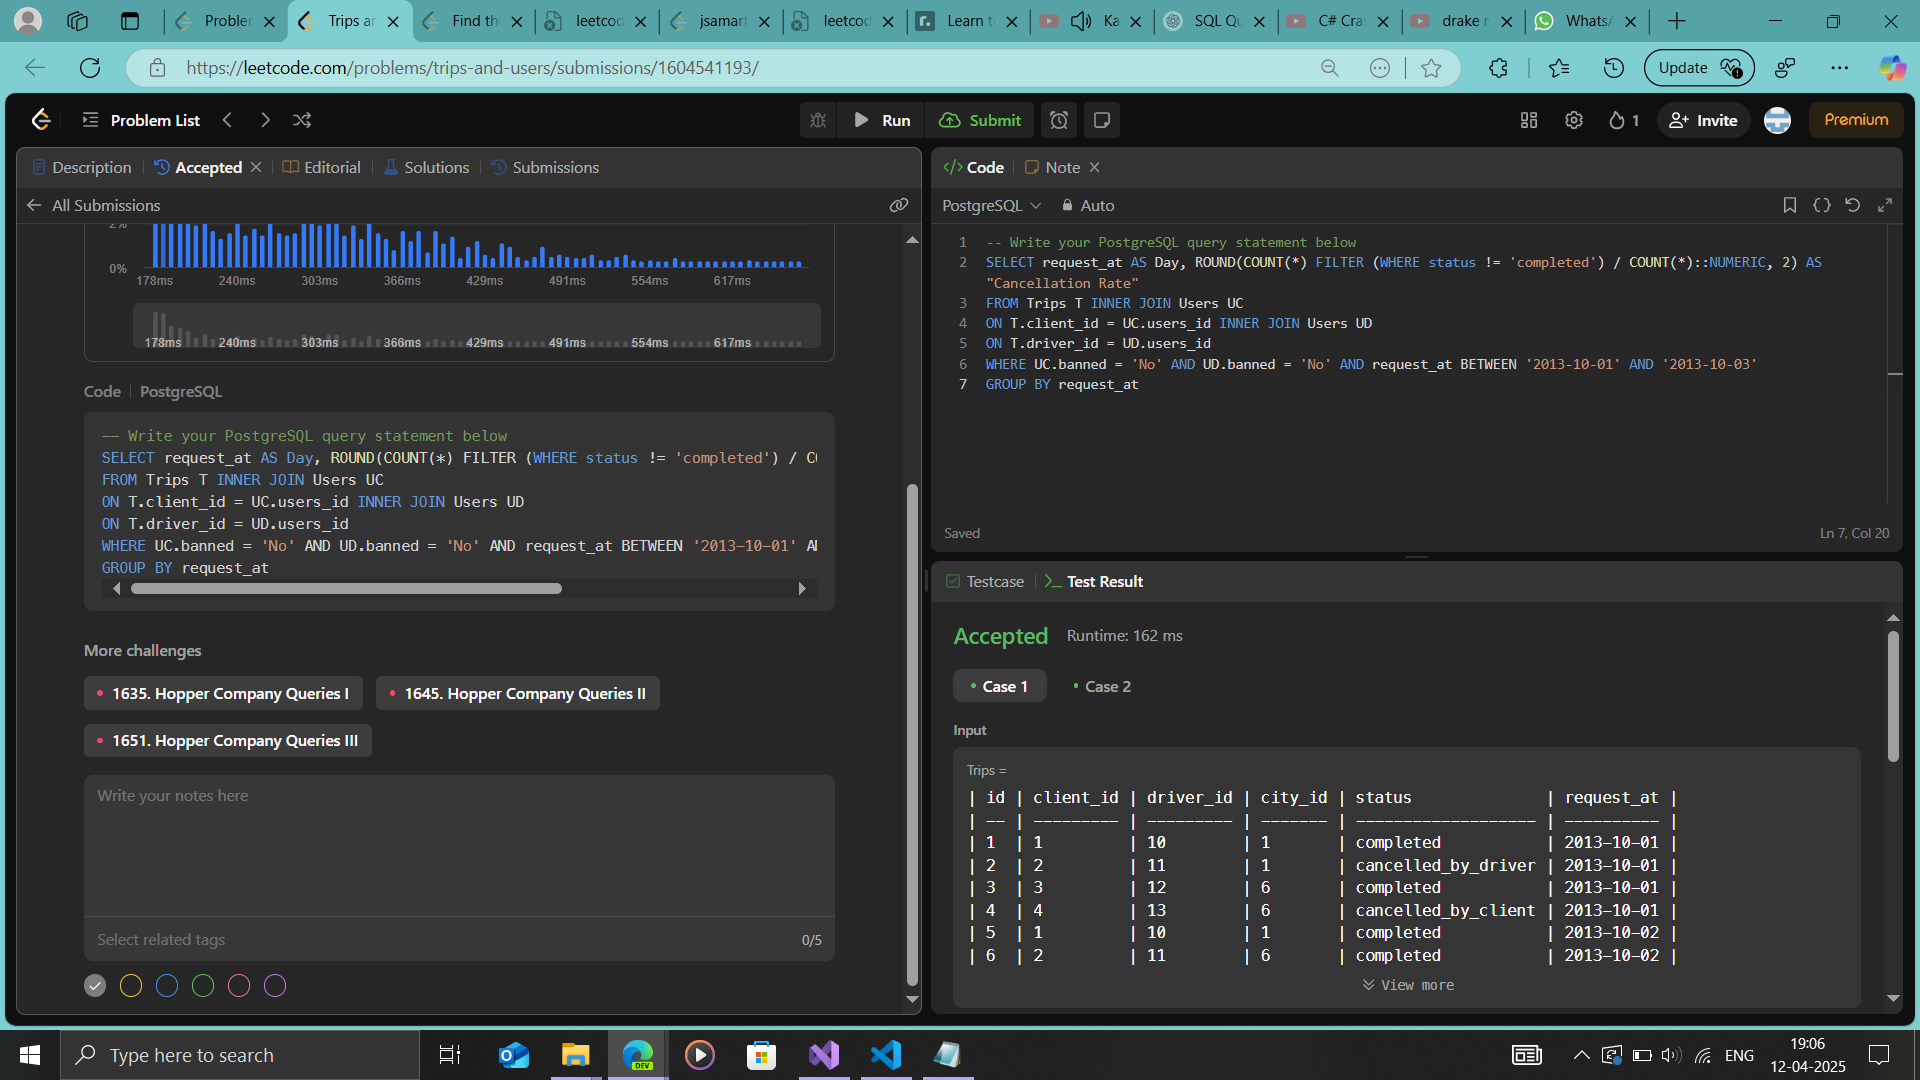 Problem
Trips ar
Find the
leetcod
jsamart
leetcod
Learn t
Ka
SQL Qu
C# Cra
drake r
WhatsA
https://leetcode.com/problems/trips-and-users/submissions/1604541193/
Update
Problem List
Run
Submit
1
Invite
Premium
Description
Accepted
Editorial
Solutions
Submissions
All Submissions
2%
0%
178ms 240ms 303ms 366ms 429ms 491ms 554ms 617ms
178ms 240ms 303ms 366ms 429ms 491ms 554ms 617ms
Code PostgreSQL
-- Write your PostgreSQL query statement below
SELECT request_at AS Day, ROUND(COUNT(*) FILTER (WHERE status != 'completed') / CO
FROM Trips T INNER JOIN Users UC
ON T.client_id = UC.users_id INNER JOIN Users UD
ON T.driver_id = UD.users_id
WHERE UC.banned = 'No' AND UD.banned = 'No' AND request_at BETWEEN '2013-10-01' AN
GROUP BY request_at
More challenges
1635. Hopper Company Queries I
1645. Hopper Company Queries II
1651. Hopper Company Queries III
Write your notes here
Select related tags
0/5
Code
Note
PostgreSQL
Auto
1 -- Write your PostgreSQL query statement below
2 SELECT request_at AS Day, ROUND(COUNT(*) FILTER (WHERE status != 'completed') / COUNT(*)::NUMERIC, 2) AS
"Cancellation Rate"
3 FROM Trips T INNER JOIN Users UC
4 ON T.client_id = UC.users_id INNER JOIN Users UD
5 ON T.driver_id = UD.users_id
6 WHERE UC.banned = 'No' AND UD.banned = 'No' AND request_at BETWEEN '2013-10-01' AND '2013-10-03'
7 GROUP BY request_at
Saved
Ln 7, Col 20
Testcase
Test Result
Accepted Runtime: 162 ms
Case 1
Case 2
Input
Trips =
| id | client_id | driver_id | city_id | status | request_at |
| -- | --------- | --------- | ------- | ------------------- | ---------- |
| 1 | 1 | 10 | 1 | completed | 2013-10-01 |
| 2 | 2 | 11 | 1 | cancelled_by_driver | 2013-10-01 |
| 3 | 3 | 12 | 6 | completed | 2013-10-01 |
| 4 | 4 | 13 | 6 | cancelled_by_client | 2013-10-01 |
| 5 | 1 | 10 | 1 | completed | 2013-10-02 |
| 6 | 2 | 11 | 6 | completed | 2013-10-02 |
View more
Type here to search
DEV
ENG
19:06
12-04-2025